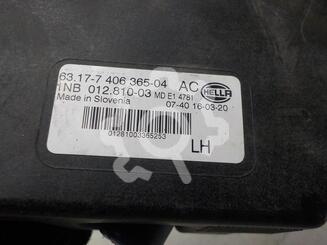 63.17-7 406 365-04 AC HELLA
1NB 012.810-03 MD E1 4781
Made in Slovenia 07-40 16-03-20
01281003365253
LH